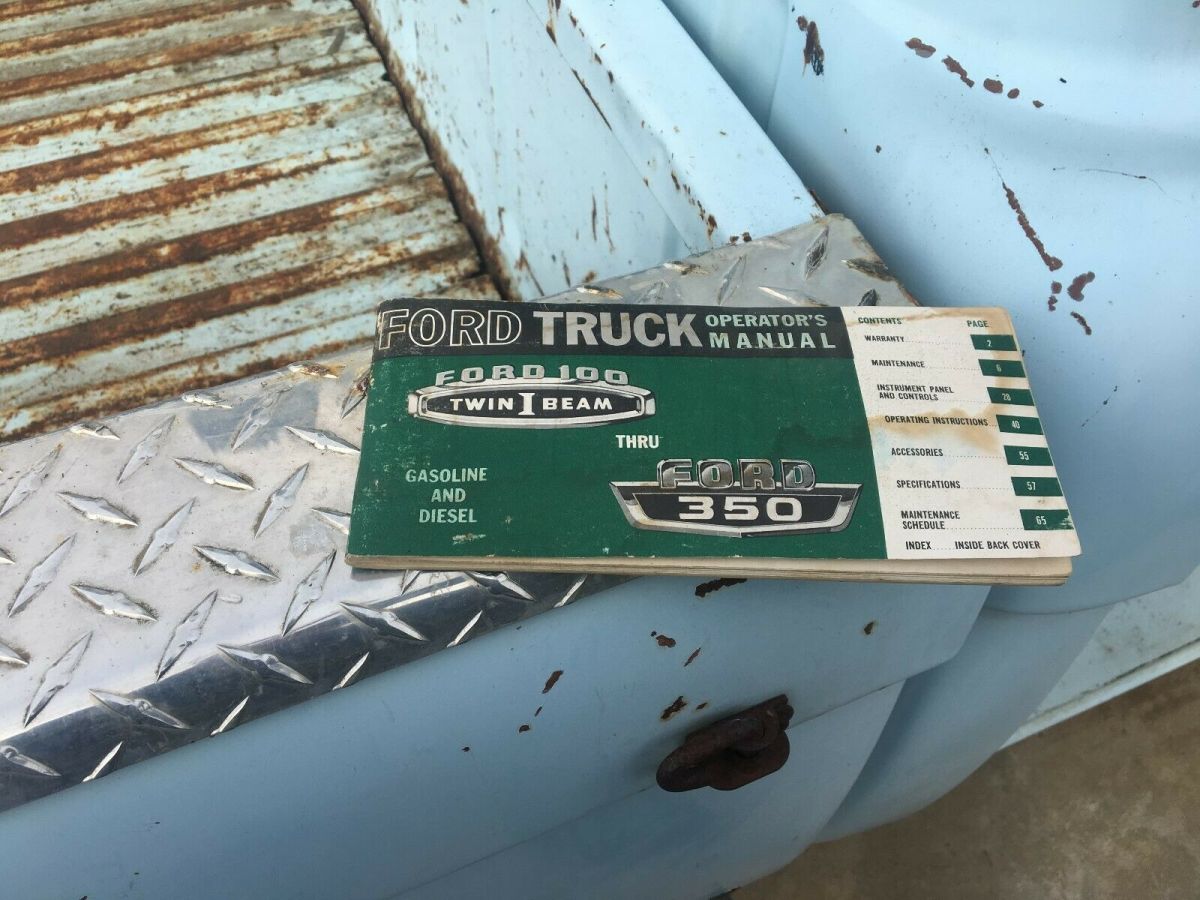 FORD TRUCK OPERATOR'S MANUAL
FORD 100
TWIN I BEAM
THRU
FORD
350
GASOLINE
AND
DIESEL
CONTENTS PAGE
WARRANTY 2
MAINTENANCE 6
INSTRUMENT PANEL
AND CONTROLS 28
OPERATING INSTRUCTIONS 40
ACCESSORIES 55
SPECIFICATIONS 57
MAINTENANCE
SCHEDULE 65
INDEX .... INSIDE BACK COVER